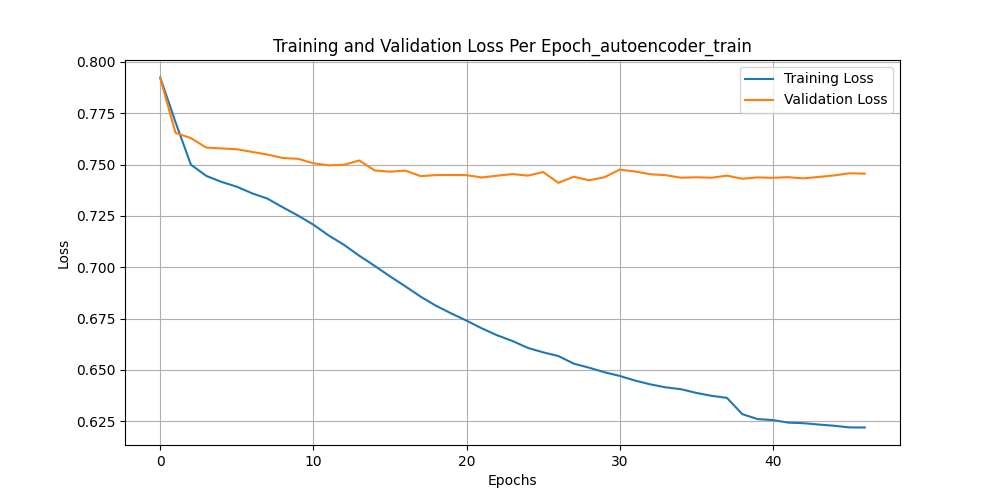 Training and Validation Loss Per Epoch_autoencoder_train
Training Loss
Validation Loss
0.800
0.775
0.750
0.725
0.700
0.675
0.650
0.625
Loss
0
10
20
30
40
Epochs